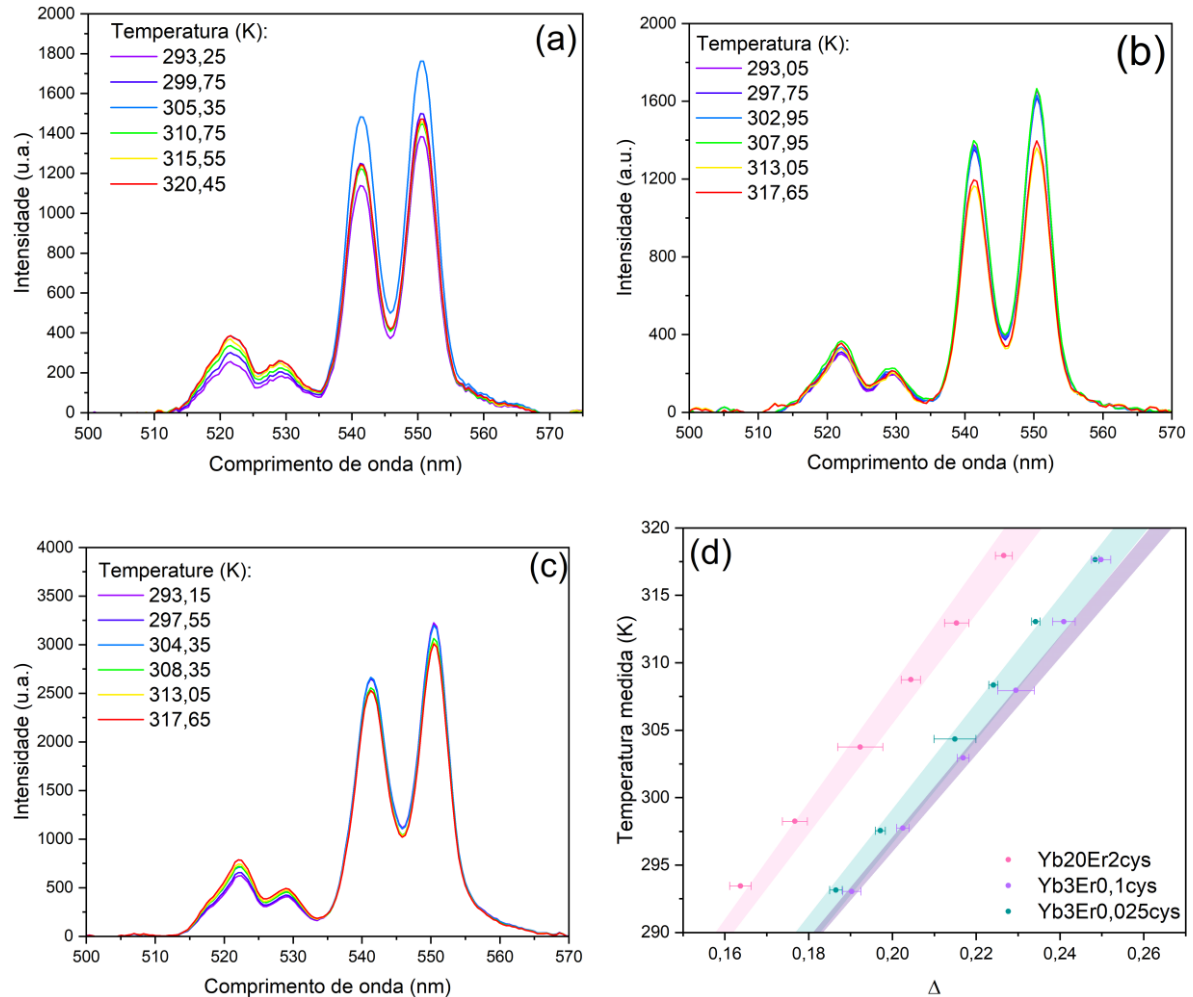 (a)
Temperatura (K):
293,25
299,75
305,35
310,75
315,55
320,45
Intensidade (u.a.)
2000
1800
1600
1400
1200
1000
800
600
400
200
0
500 510 520 530 540 550 560 570
Comprimento de onda (nm)
(b)
Temperatura (K):
293,05
297,75
302,95
307,95
313,05
317,65
Intensidade (a.u.)
2000
1600
1200
800
400
0
500 510 520 530 540 550 560 570
Comprimento de onda (nm)
(c)
Temperature (K):
293,15
297,55
304,35
308,35
313,05
317,65
Intensidade (u.a.)
4000
3500
3000
2500
2000
1500
1000
500
0
500 510 520 530 540 550 560 570
Comprimento de onda (nm)
(d)
Temperatura medida (K)
320
315
310
305
300
295
290
Yb20Er2cys
Yb3Er0,1cys
Yb3Er0,025cys
0,16 0,18 0,20 0,22 0,24 0,26
Δ